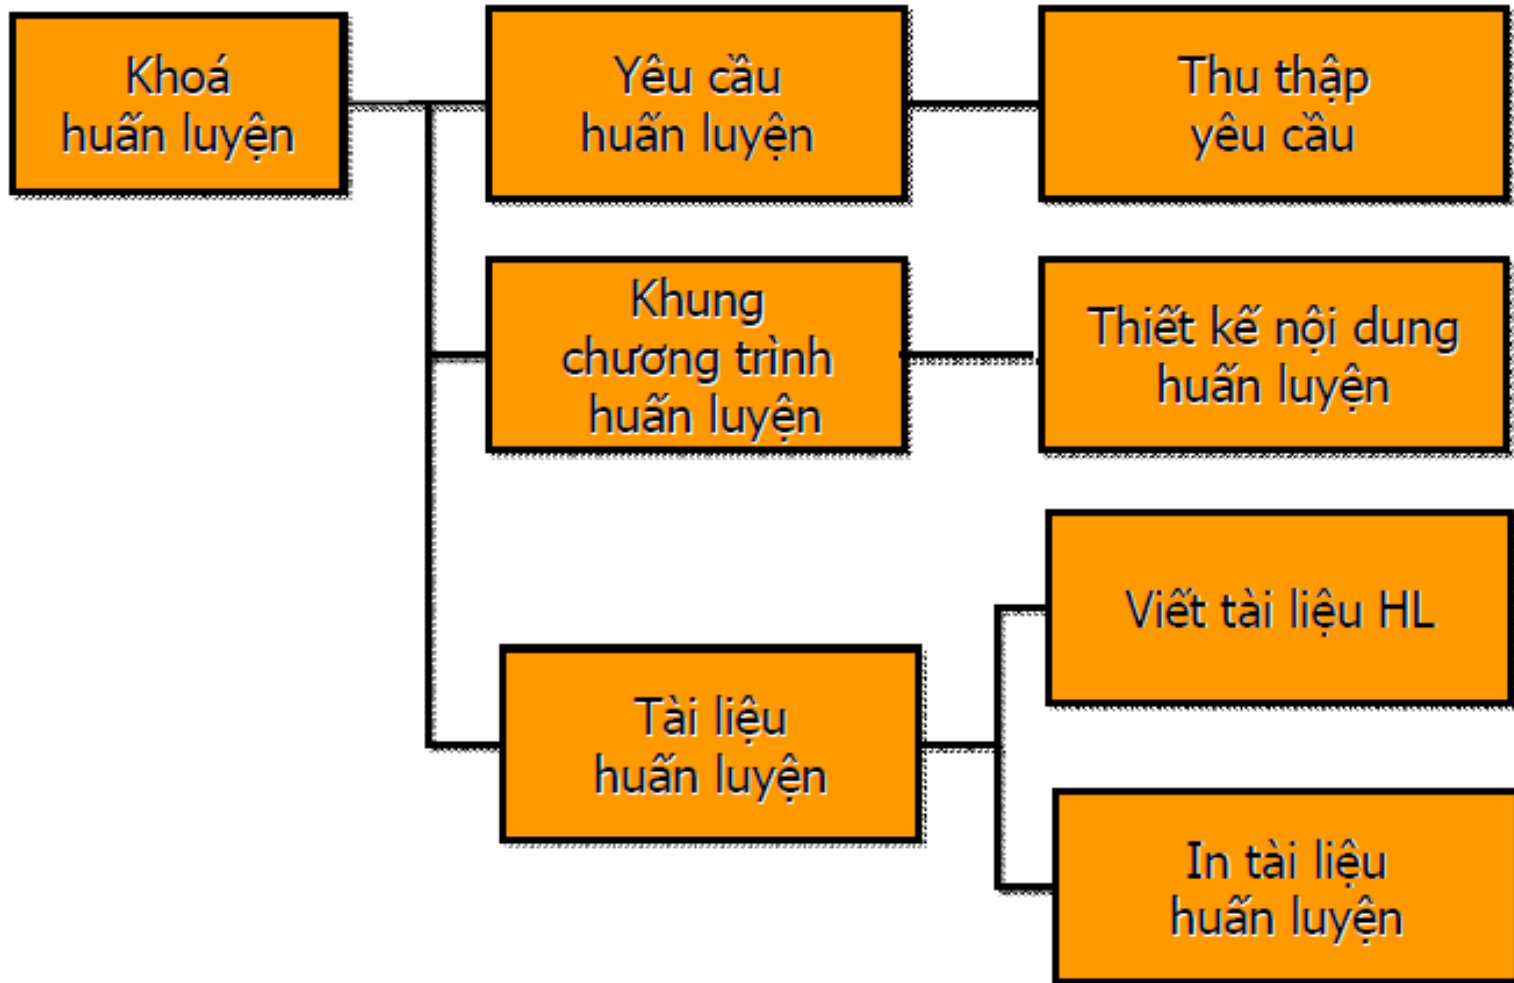 Khoá
huấn luyện
Yêu cầu
huấn luyện
Thu thập
yêu cầu
Khung
chương trình
huấn luyện
Thiết kế nội dung
huấn luyện
Tài liệu
huấn luyện
Viết tài liệu HL
In tài liệu
huấn luyện